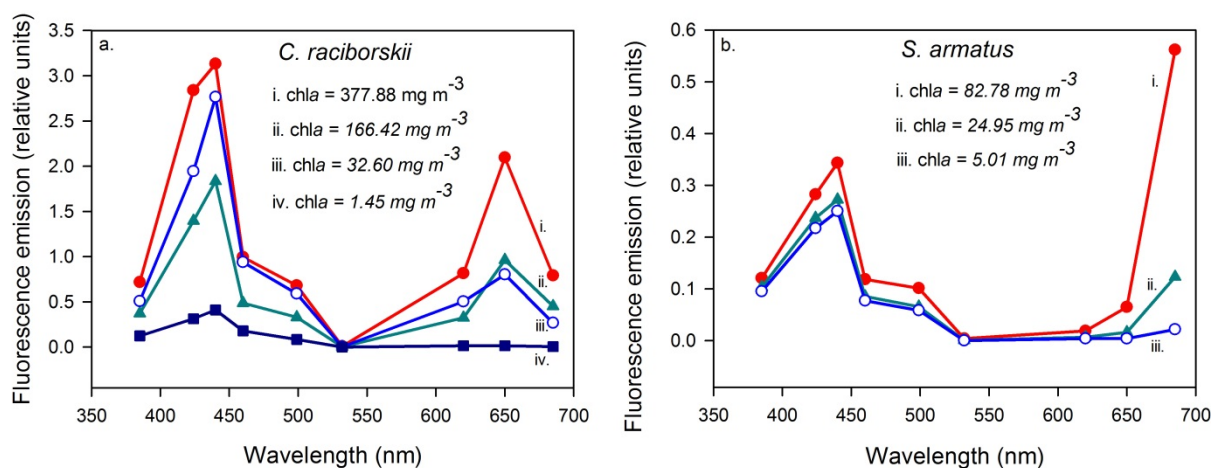 a.
C. raciborskii
i. chla = 377.88 mg m-3
ii. chla = 166.42 mg m-3
iii. chla = 32.60 mg m-3
iv. chla = 1.45 mg m-3
i.
ii.
iii.
iv.
Fluorescence emission (relative units)
3.5
3.0
2.5
2.0
1.5
1.0
0.5
0.0
350 400 450 500 550 600 650 700
Wavelength (nm)
b.
S. armatus
i. chla = 82.78 mg m-3
ii. chla = 24.95 mg m-3
iii. chla = 5.01 mg m-3
i.
ii.
iii.
Fluorescence emission (relative units)
0.6
0.5
0.4
0.3
0.2
0.1
0.0
350 400 450 500 550 600 650 700
Wavelength (nm)